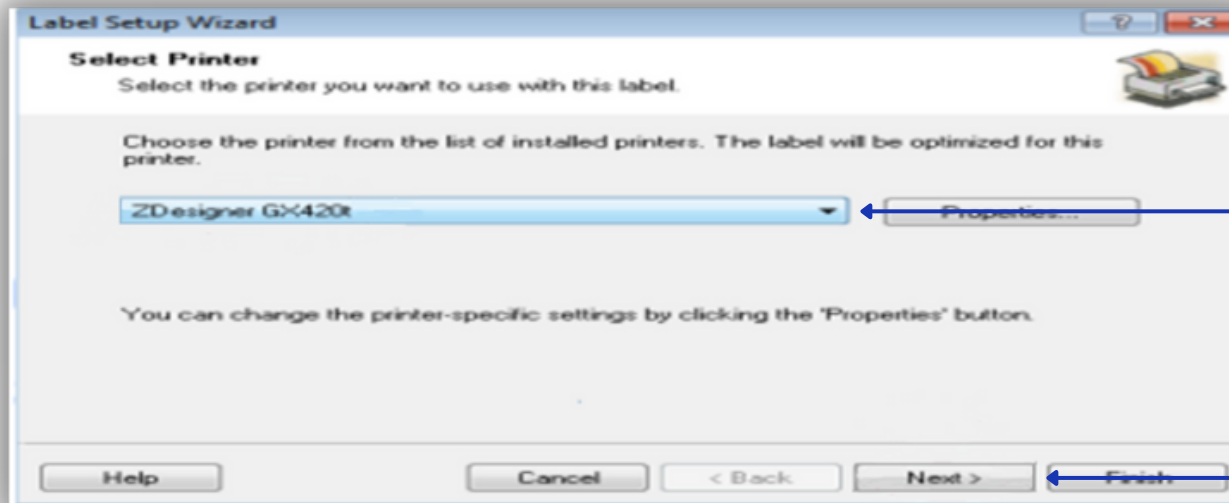 Label Setup Wizard
Select Printer
Select the printer you want to use with this label.
Choose the printer from the list of installed printers. The label will be optimized for this
printer.
ZDesigner GX420t
Properties...
You can change the printer-specific settings by clicking the 'Properties' button.
Help
Cancel
< Back
Next >
Finish